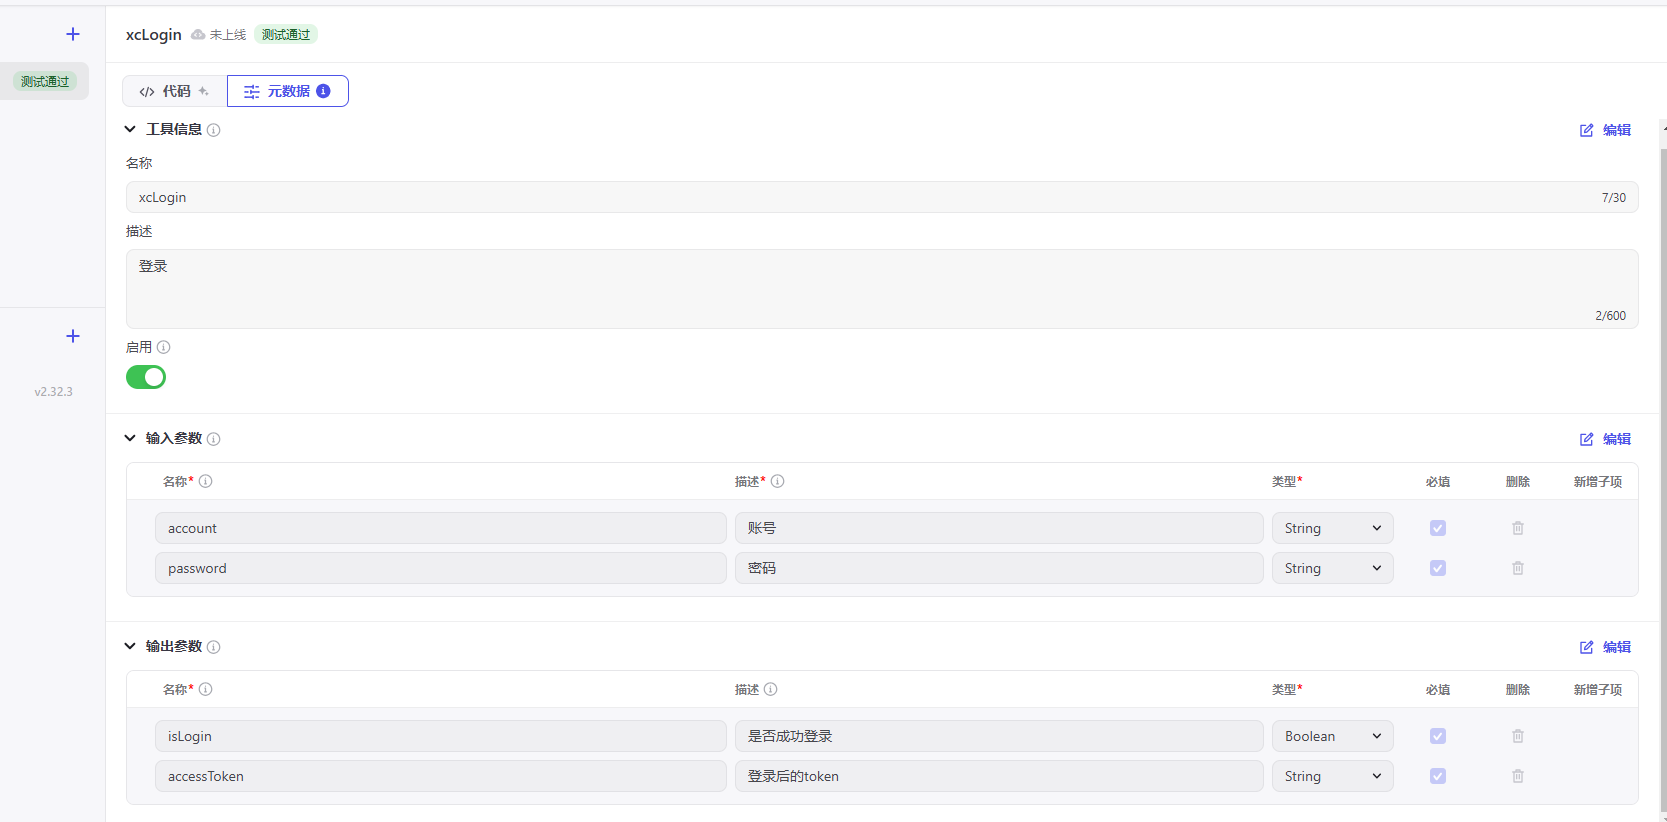 xcLogin 未上线 测试通过
测试通过
代码 元数据
工具信息 编辑
名称
xcLogin 7/30
描述
登录
2/600
启用
v2.32.3
输入参数 编辑
名称* 描述* 类型* 必填 删除 新增子项
account 账号 String
password 密码 String
输出参数 编辑
名称* 描述 类型* 必填 删除 新增子项
isLogin 是否成功登录 Boolean
accessToken 登录后的token String